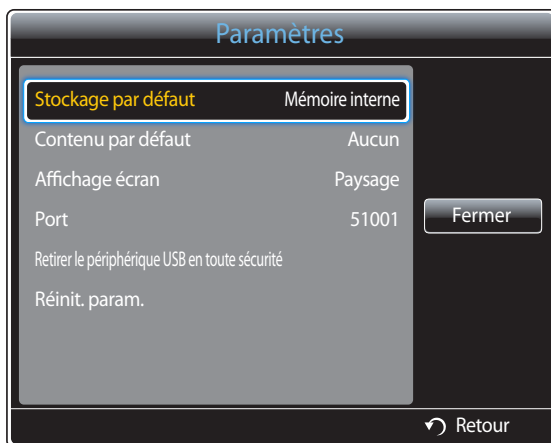 Paramètres
Stockage par défaut Mémoire interne
Contenu par défaut Aucun
Affichage écran Paysage
Port 51001
Fermer
Retirer le périphérique USB en toute sécurité
Réinit. param.
Retour